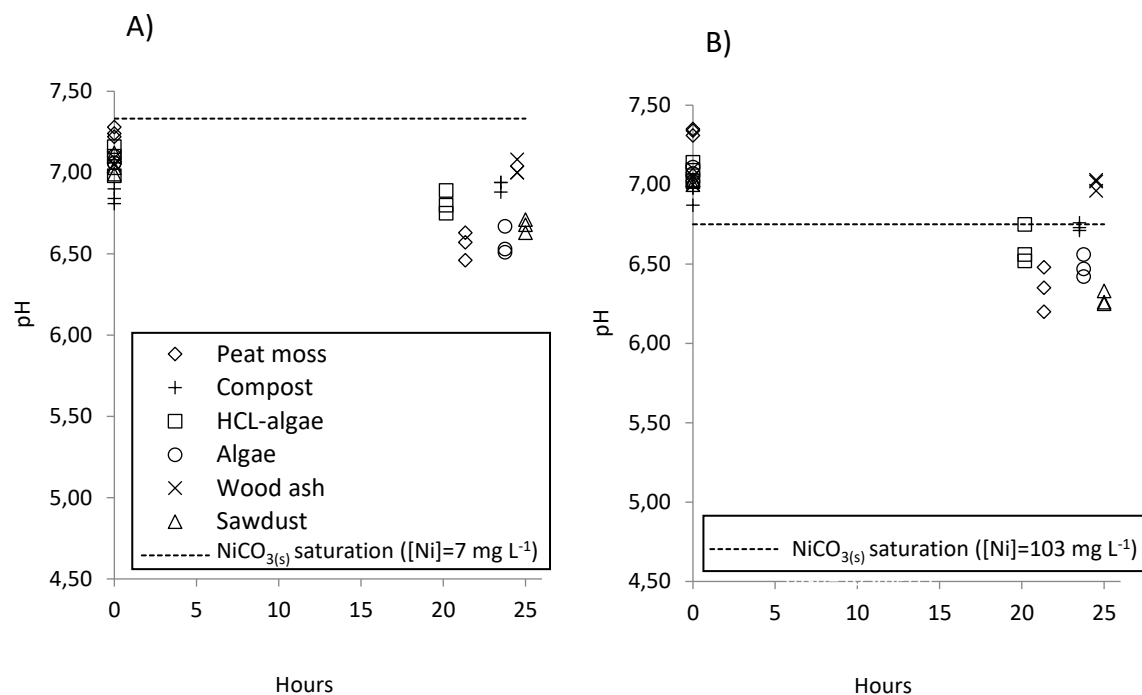 A)
7,50
7,00
6,50
6,00
5,50
5,00
4,50
pH
Peat moss
Compost
HCL-algae
Algae
Wood ash
Sawdust
NiCO3(s) saturation ([Ni]=7 mg L-1)
0 5 10 15 20 25
Hours
B)
7,50
7,00
6,50
6,00
5,50
5,00
4,50
pH
NiCO3(s) saturation ([Ni]=103 mg L-1)
0 5 10 15 20 25
Hours